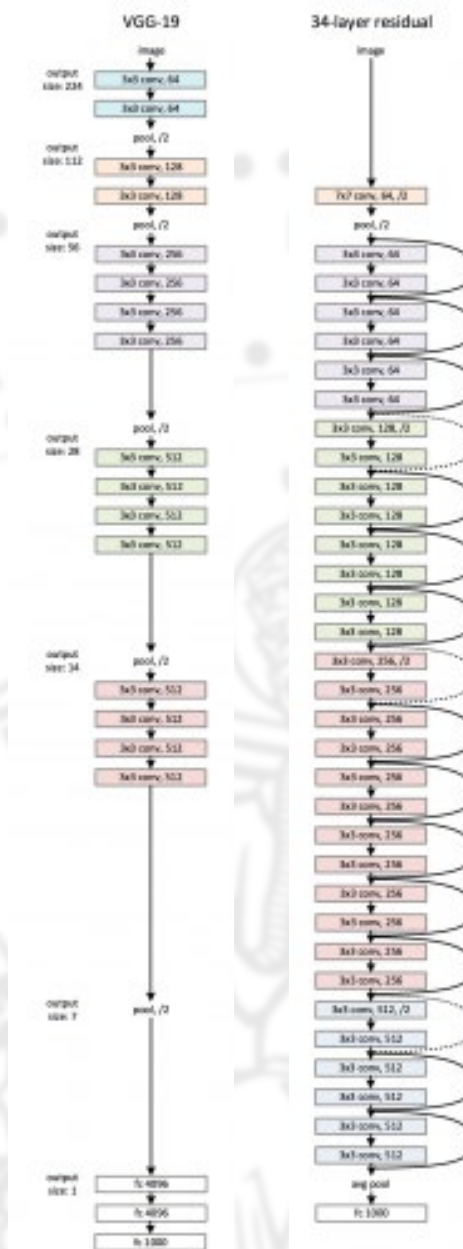 VGG-19
image
output
size: 224
3x3 conv, 64
3x3 conv, 64
pool, /2
output
size: 112
3x3 conv, 128
3x3 conv, 128
pool, /2
output
size: 56
3x3 conv, 256
3x3 conv, 256
3x3 conv, 256
3x3 conv, 256
pool, /2
output
size: 28
3x3 conv, 512
3x3 conv, 512
3x3 conv, 512
3x3 conv, 512
pool, /2
output
size: 14
3x3 conv, 512
3x3 conv, 512
3x3 conv, 512
3x3 conv, 512
output
size: 7
pool, /2
output
size: 1
fc 4096
fc 4096
fc 1000
34-layer residual
image
7x7 conv, 64, /2
pool, /2
3x3 conv, 64
3x3 conv, 64
3x3 conv, 64
3x3 conv, 64
3x3 conv, 64
3x3 conv, 64
3x3 conv, 128, /2
3x3 conv, 128
3x3 conv, 128
3x3 conv, 128
3x3 conv, 128
3x3 conv, 128
3x3 conv, 128
3x3 conv, 128
3x3 conv, 256, /2
3x3 conv, 256
3x3 conv, 256
3x3 conv, 256
3x3 conv, 256
3x3 conv, 256
3x3 conv, 256
3x3 conv, 256
3x3 conv, 256
3x3 conv, 256
3x3 conv, 256
3x3 conv, 256
3x3 conv, 512, /2
3x3 conv, 512
3x3 conv, 512
3x3 conv, 512
3x3 conv, 512
3x3 conv, 512
avg pool
fc 1000